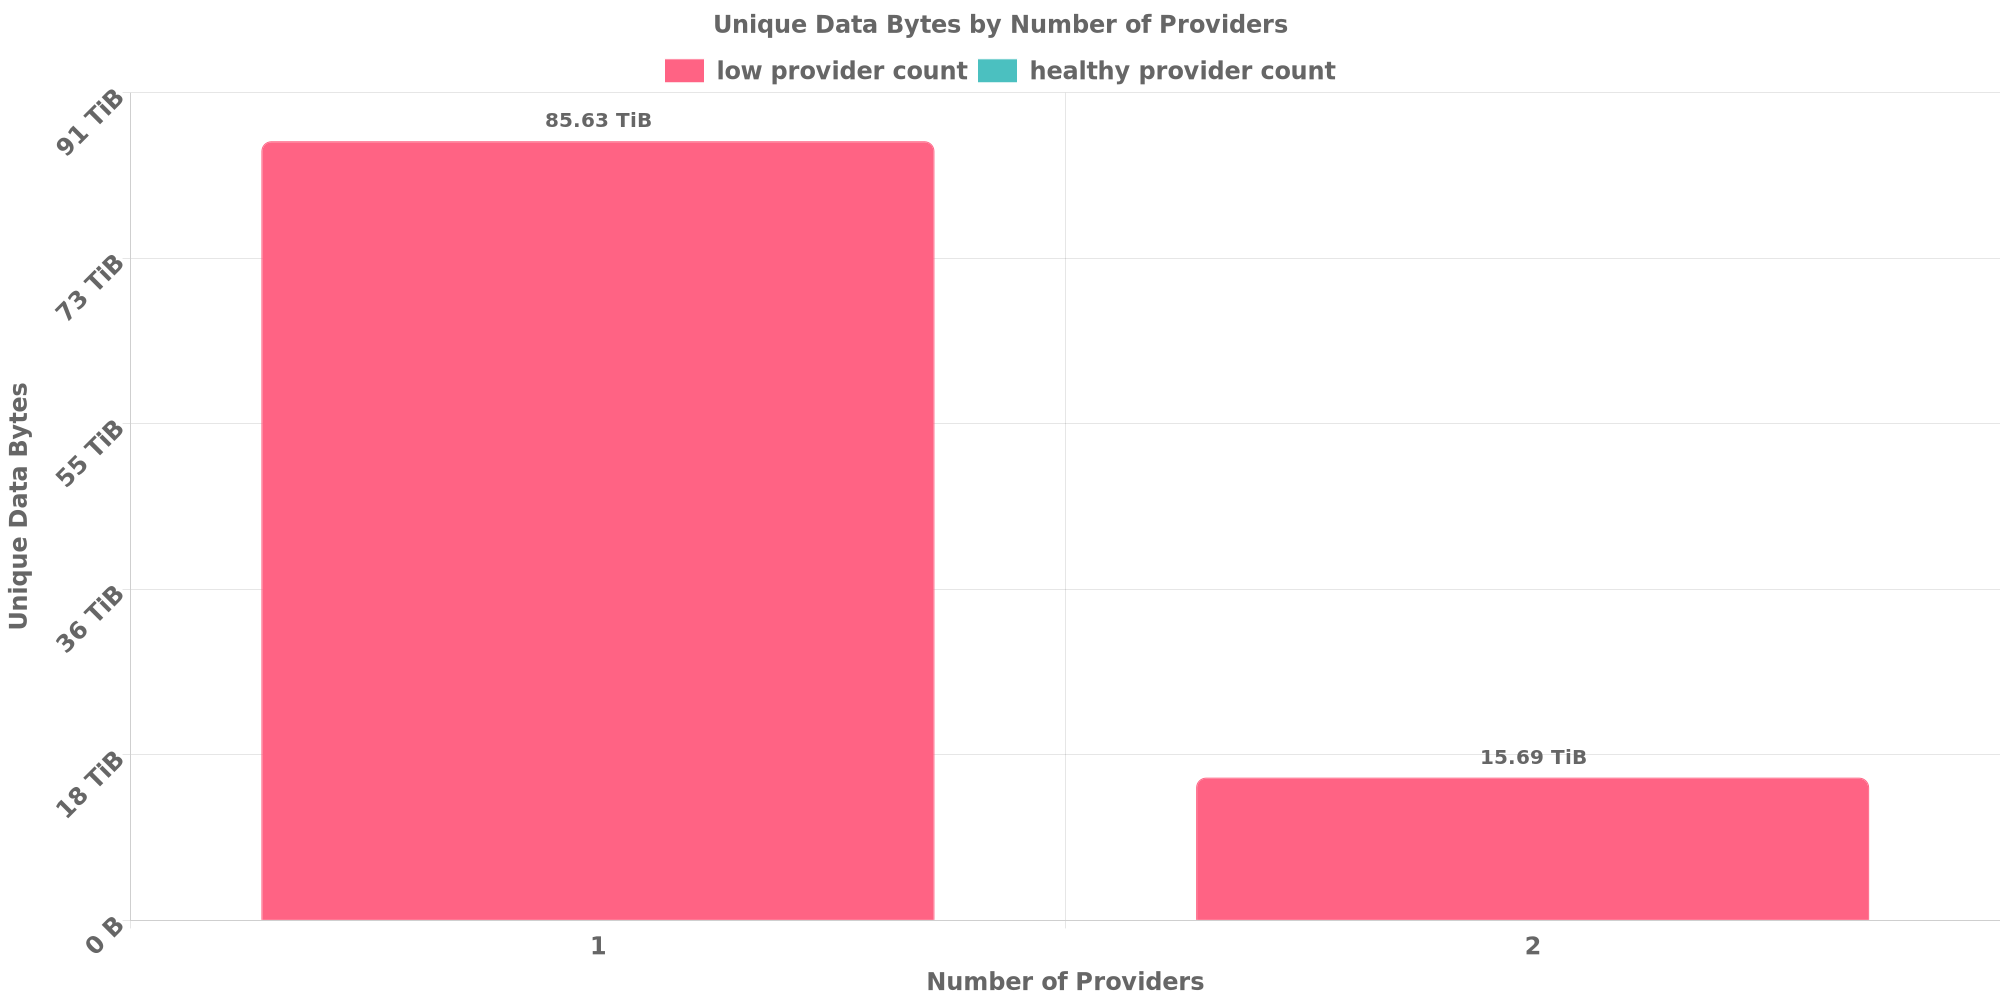 Unique Data Bytes by Number of Providers
low provider count
healthy provider count
Unique Data Bytes
91 TiB
73 TiB
55 TiB
36 TiB
18 TiB
0 B
85.63 TiB
15.69 TiB
1
2
Number of Providers